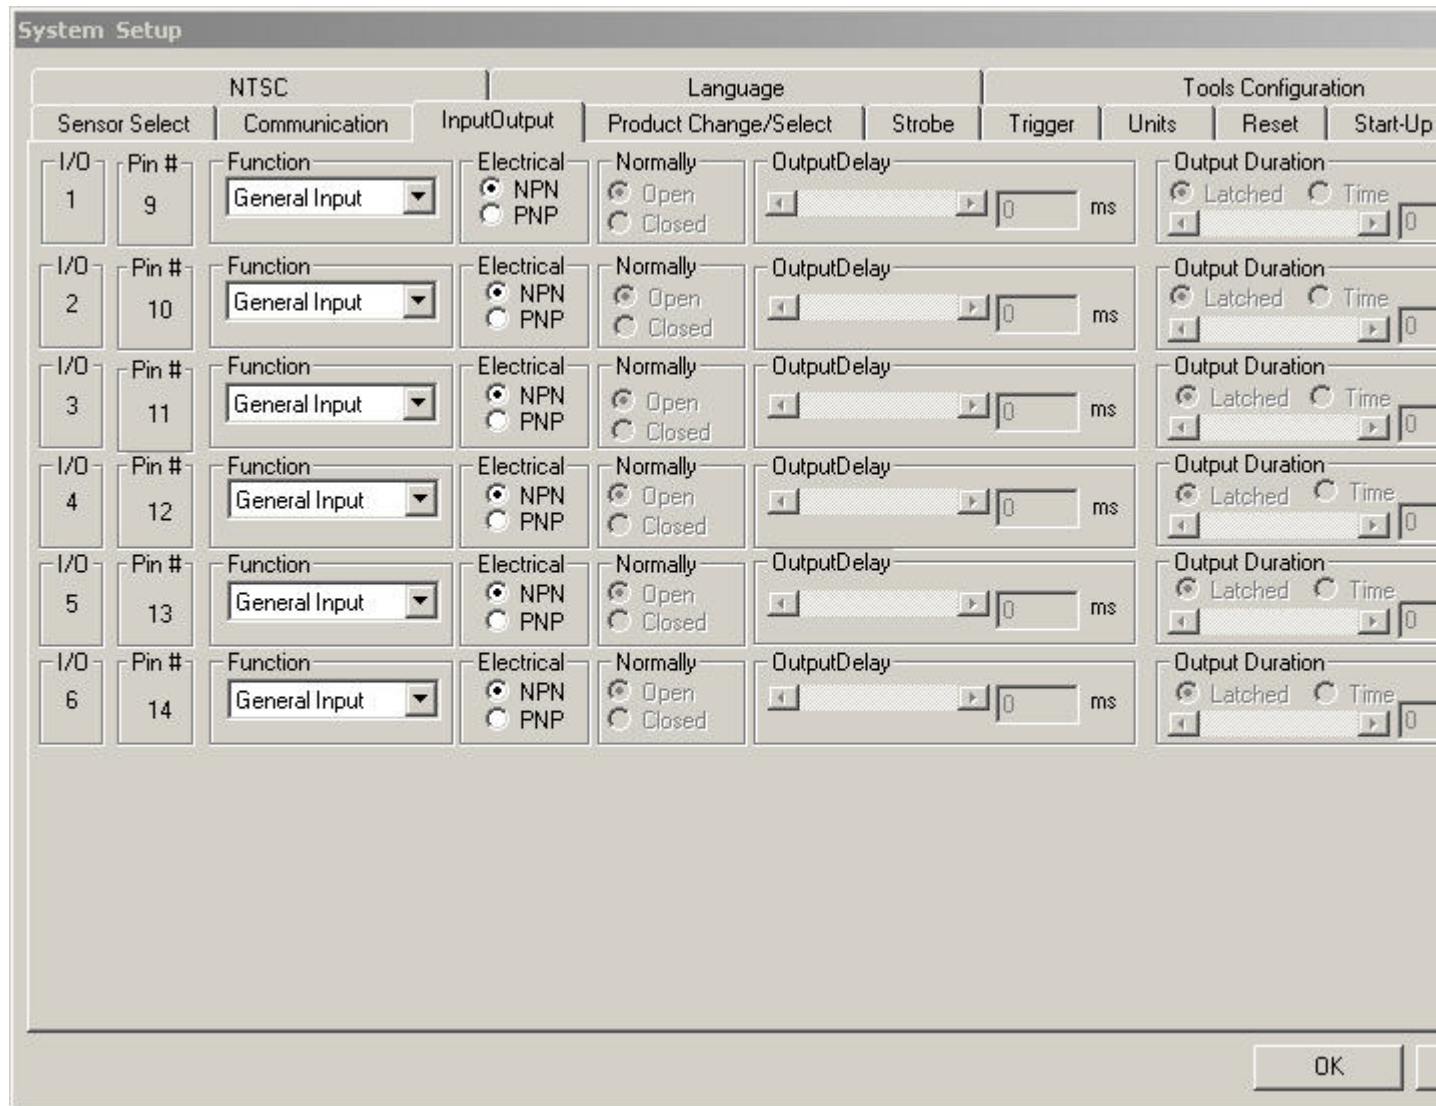 System Setup
NTSC Language Tools Configuration
Sensor Select Communication InputOutput Product Change/Select Strobe Trigger Units Reset Start-Up
I/O Pin # Function Electrical Normally OutputDelay Output Duration
1 9 General Input NPN PNP Open Closed 0 ms Latched Time 0
I/O Pin # Function Electrical Normally OutputDelay Output Duration
2 10 General Input NPN PNP Open Closed 0 ms Latched Time 0
I/O Pin # Function Electrical Normally OutputDelay Output Duration
3 11 General Input NPN PNP Open Closed 0 ms Latched Time 0
I/O Pin # Function Electrical Normally OutputDelay Output Duration
4 12 General Input NPN PNP Open Closed 0 ms Latched Time 0
I/O Pin # Function Electrical Normally OutputDelay Output Duration
5 13 General Input NPN PNP Open Closed 0 ms Latched Time 0
I/O Pin # Function Electrical Normally OutputDelay Output Duration
6 14 General Input NPN PNP Open Closed 0 ms Latched Time 0
OK